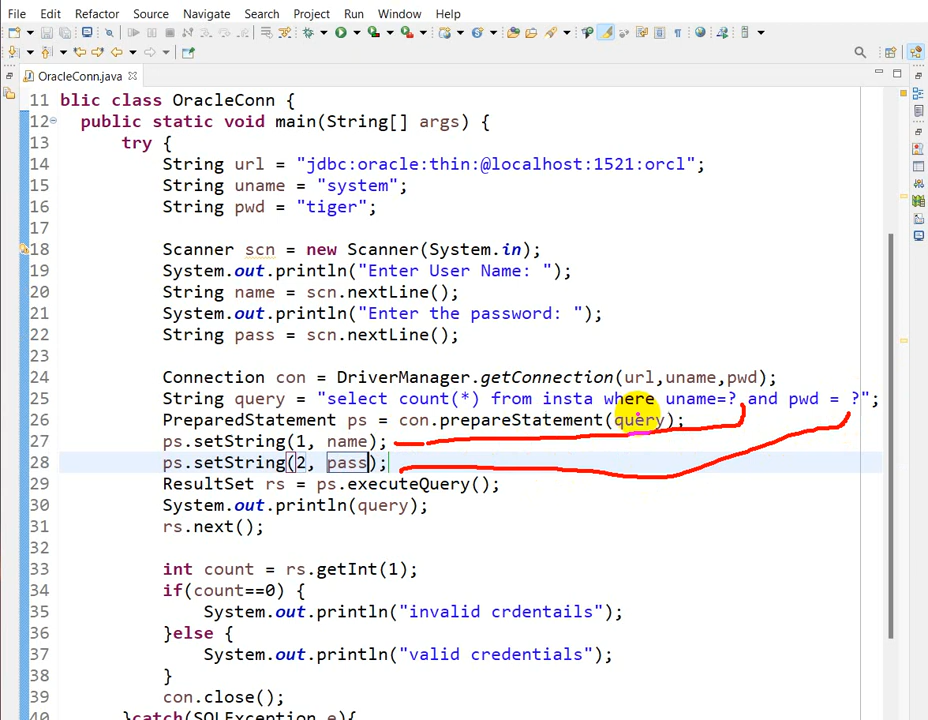 File Edit Refactor Source Navigate Search Project Run Window Help
OracleConn.java
11 blic class OracleConn {
12 public static void main(String[] args) {
13 try {
14 String url = "jdbc:oracle:thin:@localhost:1521:orcl";
15 String uname = "system";
16 String pwd = "tiger";
17
18 Scanner scn = new Scanner(System.in);
19 System.out.println("Enter User Name: ");
20 String name = scn.nextLine();
21 System.out.println("Enter the password: ");
22 String pass = scn.nextLine();
23
24 Connection con = DriverManager.getConnection(url,uname,pwd);
25 String query = "select count(*) from insta where uname=? and pwd = ?";
26 PreparedStatement ps = con.prepareStatement(query);
27 ps.setString(1, name);
28 ps.setString(2, pass);
29 ResultSet rs = ps.executeQuery();
30 System.out.println(query);
31 rs.next();
32
33 int count = rs.getInt(1);
34 if(count==0) {
35 System.out.println("invalid crdentails");
36 }else {
37 System.out.println("valid credentials");
38 }
39 con.close();
40 }catch(SQLException e){